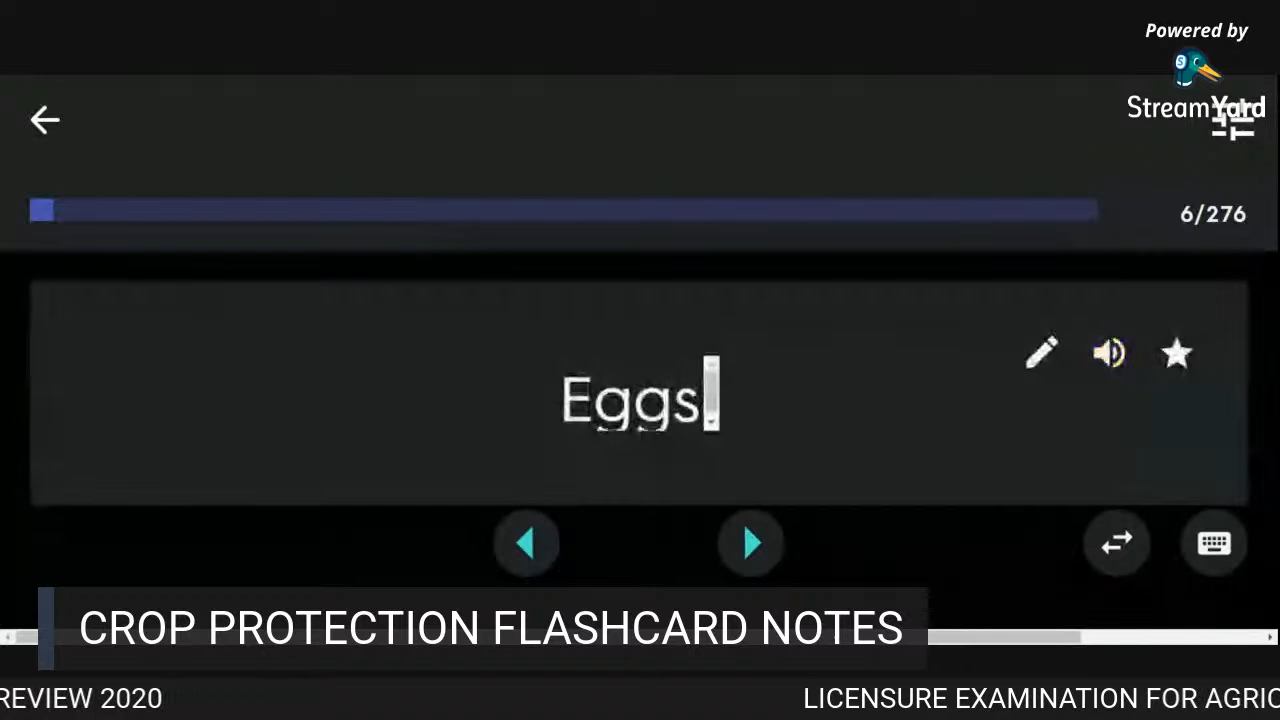 Powered by
StreamYard
6/276
Eggs
CROP PROTECTION FLASHCARD NOTES
REVIEW 2020
LICENSURE EXAMINATION FOR AGRIC